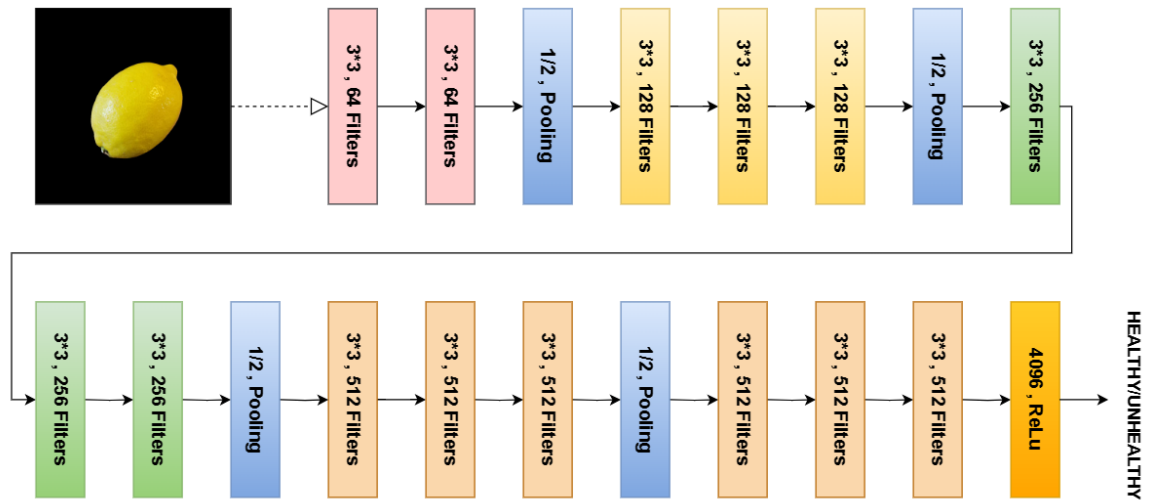 3*3 , 64 Filters
3*3 , 64 Filters
1/2 , Pooling
3*3 , 128 Filters
3*3 , 128 Filters
3*3 , 128 Filters
1/2 , Pooling
3*3 , 256 Filters
3*3 , 256 Filters
3*3 , 256 Filters
1/2 , Pooling
3*3 , 512 Filters
3*3 , 512 Filters
3*3 , 512 Filters
1/2 , Pooling
3*3 , 512 Filters
3*3 , 512 Filters
3*3 , 512 Filters
4096 , ReLu
HEALTHY/UNHEALTHY